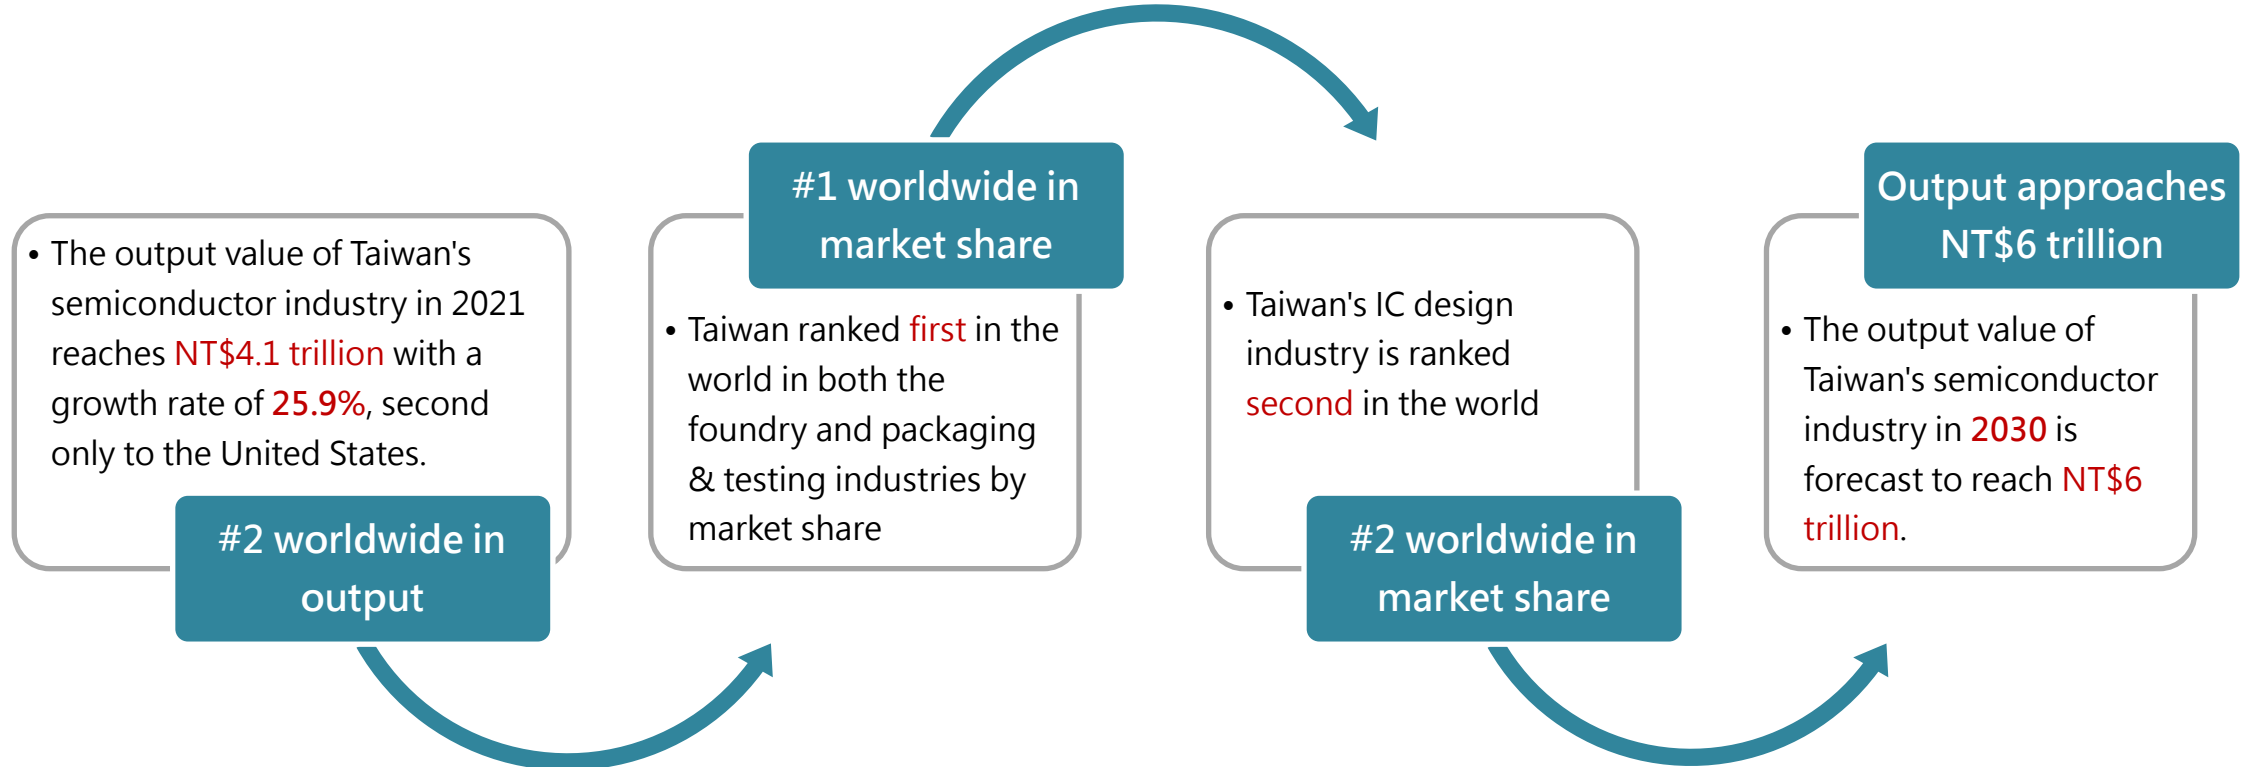 • The output value of Taiwan's
semiconductor industry in 2021
reaches NT$4.1 trillion with a
growth rate of 25.9%, second
only to the United States.
#2 worldwide in
output
#1 worldwide in
market share
• Taiwan ranked first in the
world in both the
foundry and packaging
& testing industries by
market share
• Taiwan's IC design
industry is ranked
second in the world
#2 worldwide in
market share
Output approaches
NT$6 trillion
• The output value of
Taiwan's semiconductor
industry in 2030 is
forecast to reach NT$6
trillion.